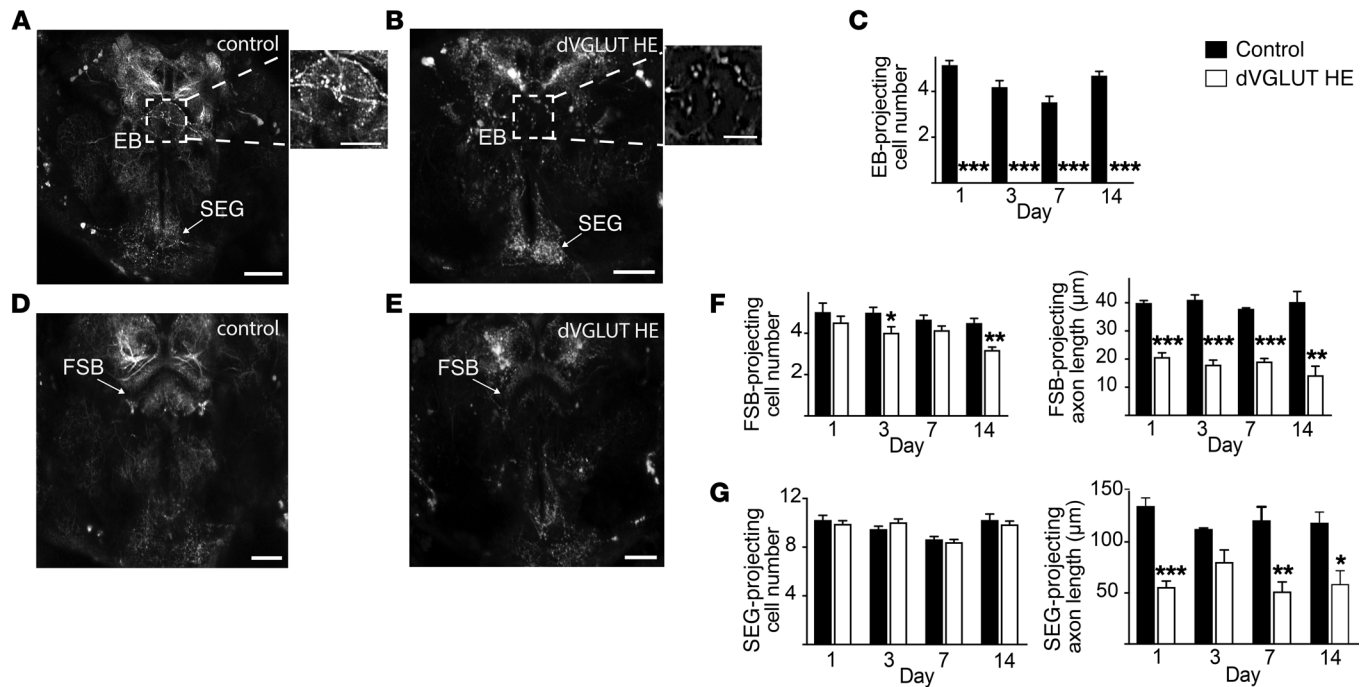 A
control
EB
SEG
B
dVGLUT HE
EB
SEG
C
EB-projecting
cell number
4
2
*** *** *** ***
1 3 7 14
Day
Control
dVGLUT HE
D
control
FSB
E
dVGLUT HE
FSB
F
FSB-projecting
cell number
4
2
*
**
1 3 7 14
Day
FSB-projecting
axon length (μm)
40
30
20
10
*** *** *** **
1 3 7 14
Day
G
SEG-projecting
cell number
12
8
4
1 3 7 14
Day
SEG-projecting
axon length (μm)
150
100
50
*** ** *
1 3 7 14
Day